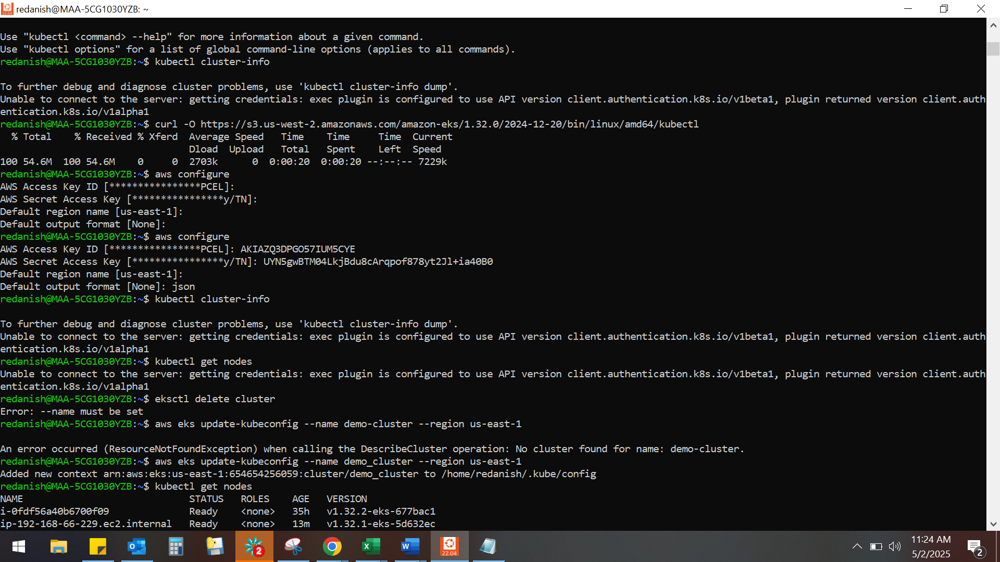 redanish@MAA-5CG1030YZB: ~
Use "kubectl <command> --help" for more information about a given command.
Use "kubectl options" for a list of global command-line options (applies to all commands).
redanish@MAA-5CG1030YZB:~$ kubectl cluster-info
To further debug and diagnose cluster problems, use 'kubectl cluster-info dump'.
Unable to connect to the server: getting credentials: exec plugin is configured to use API version client.authentication.k8s.io/v1beta1, plugin returned version client.auth
entication.k8s.io/v1alpha1
redanish@MAA-5CG1030YZB:~$ curl -O https://s3.us-west-2.amazonaws.com/amazon-eks/1.32.0/2024-12-20/bin/linux/amd64/kubectl
% Total % Received % Xferd Average Speed Time Time Time Current
Dload Upload Total Spent Left Speed
100 54.6M 100 54.6M 0 0 2703k 0 0:00:20 0:00:20 --:--:-- 7229k
redanish@MAA-5CG1030YZB:~$ aws configure
AWS Access Key ID [****************PCEL]:
AWS Secret Access Key [****************y/TN]:
Default region name [us-east-1]:
Default output format [None]:
redanish@MAA-5CG1030YZB:~$ aws configure
AWS Access Key ID [****************PCEL]: AKIAZQ3DPGO57IUM5CYE
AWS Secret Access Key [****************y/TN]: 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
Default region name [us-east-1]:
Default output format [None]: json
redanish@MAA-5CG1030YZB:~$ kubectl cluster-info
To further debug and diagnose cluster problems, use 'kubectl cluster-info dump'.
Unable to connect to the server: getting credentials: exec plugin is configured to use API version client.authentication.k8s.io/v1beta1, plugin returned version client.auth
entication.k8s.io/v1alpha1
redanish@MAA-5CG1030YZB:~$ kubectl get nodes
Unable to connect to the server: getting credentials: exec plugin is configured to use API version client.authentication.k8s.io/v1beta1, plugin returned version client.auth
entication.k8s.io/v1alpha1
redanish@MAA-5CG1030YZB:~$ eksctl delete cluster
Error: --name must be set
redanish@MAA-5CG1030YZB:~$ aws eks update-kubeconfig --name demo-cluster --region us-east-1
An error occurred (ResourceNotFoundException) when calling the DescribeCluster operation: No cluster found for name: demo-cluster.
redanish@MAA-5CG1030YZB:~$ aws eks update-kubeconfig --name demo_cluster --region us-east-1
Added new context arn:aws:eks:us-east-1:654654256059:cluster/demo_cluster to /home/redanish/.kube/config
redanish@MAA-5CG1030YZB:~$ kubectl get nodes
NAME STATUS ROLES AGE VERSION
i-0fdf56a40b6700f09 Ready <none> 35h v1.32.2-eks-677bac1
ip-192-168-66-229.ec2.internal Ready <none> 13m v1.32.1-eks-5d632ec
2
22.04
11:24 AM
5/2/2025
2